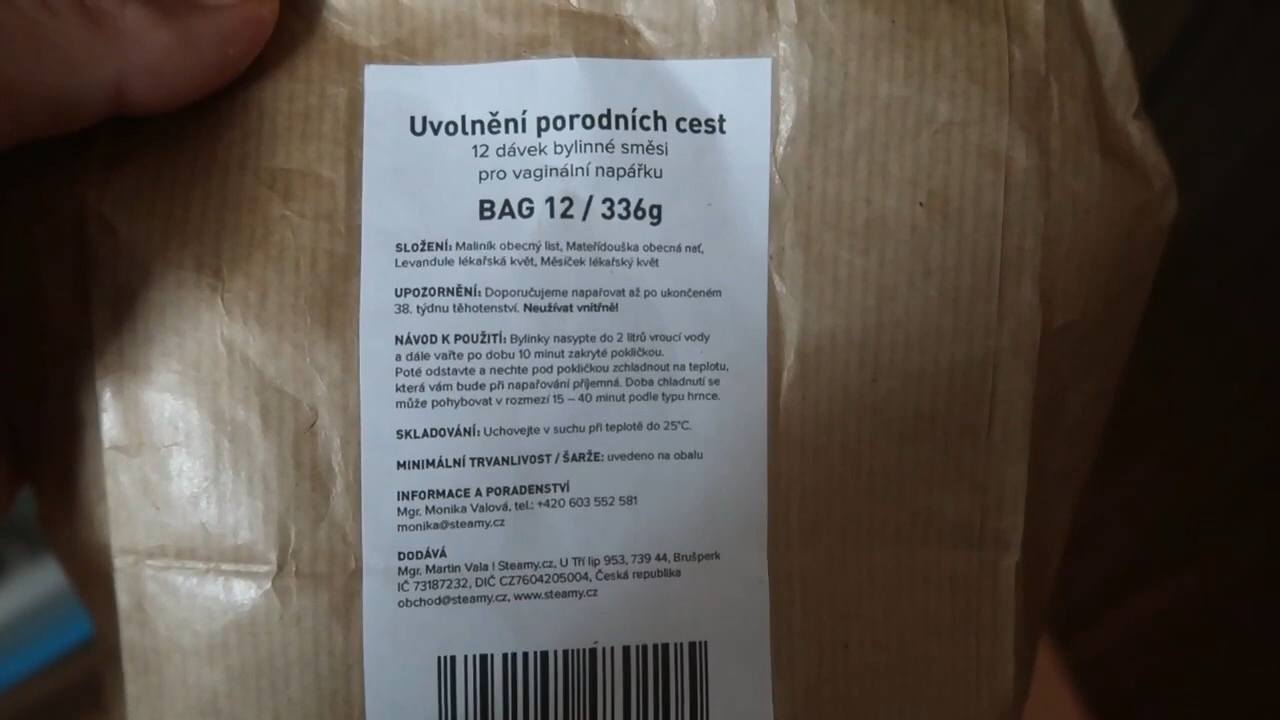 Uvolnění porodních cest
12 dávek bylinné směsi
pro vaginální napářku
BAG 12 / 336g
SLOŽENÍ: Maliník obecný list, Mateřídouška obecná nať,
Levandule lékařská květ, Měsíček lékařský květ
UPOZORNĚNÍ: Doporučujeme napařovat až po ukončeném
38. týdnu těhotenství. Neužívat vnitřně!
NÁVOD K POUŽITÍ: Bylinky nasypte do 2 litrů vroucí vody
a dále vařte po dobu 10 minut zakryté pokličkou.
Poté odstavte a nechte pod pokličkou zchladnout na teplotu,
která vám bude při napařování příjemná. Doba chladnutí se
může pohybovat v rozmezí 15 – 40 minut podle typu hrnce.
SKLADOVÁNÍ: Uchovejte v suchu při teplotě do 25°C.
MINIMÁLNÍ TRVANLIVOST / ŠARŽE: uvedeno na obalu
INFORMACE A PORADENSTVÍ
Mgr. Monika Valová, tel.: +420 603 552 581
monika@steamy.cz
DODÁVÁ
Mgr. Martin Vala | Steamy.cz, U Tří lip 953, 739 44, Brušperk
IČ 73187232, DIČ CZ7604205004, Česká republika
obchod@steamy.cz, www.steamy.cz